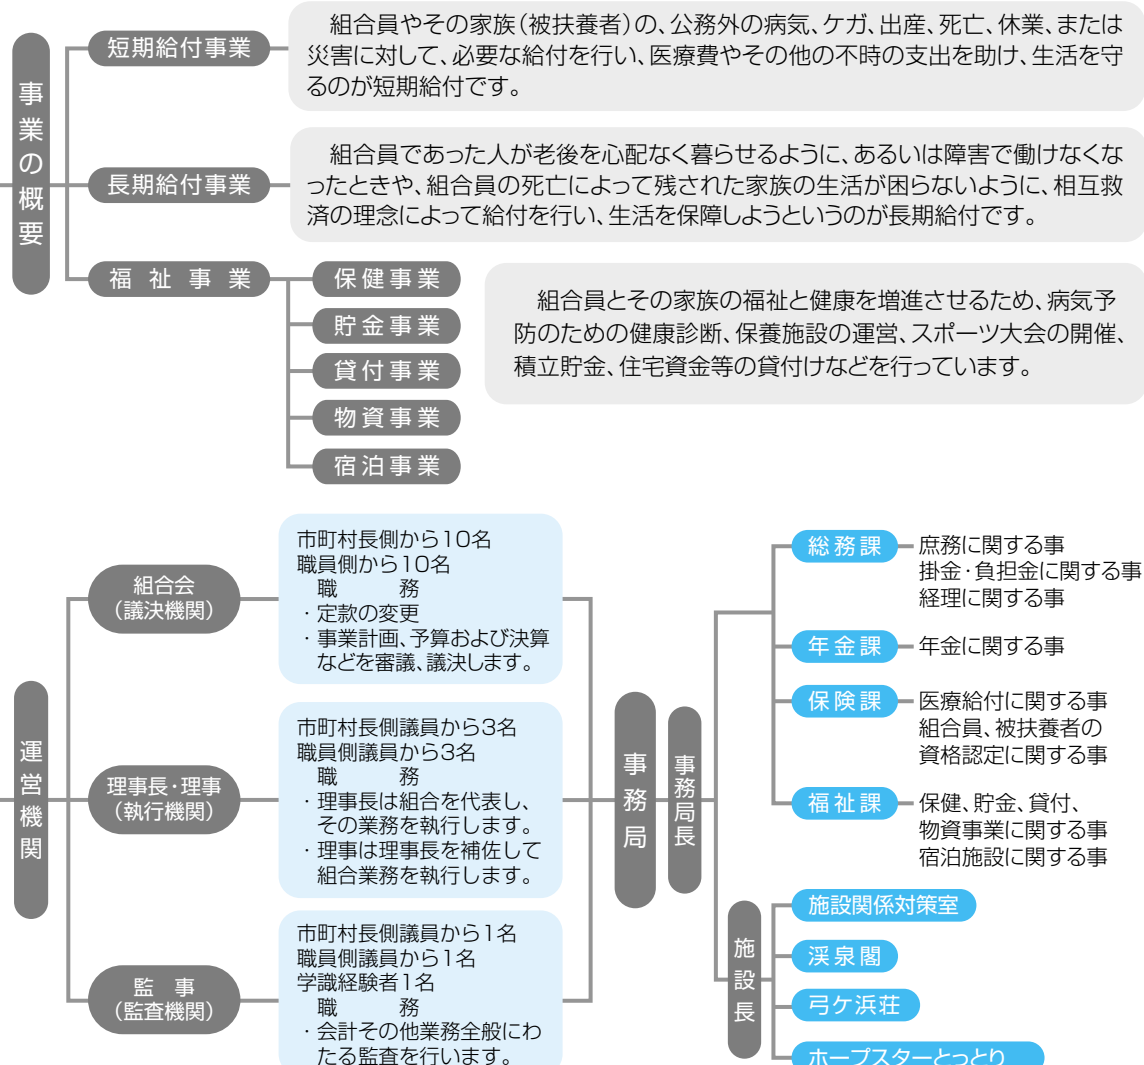 事業の概要
短期給付事業
組合員やその家族(被扶養者)の、公務外の病気、ケガ、出産、死亡、休業、または
災害に対して、必要な給付を行い、医療費やその他の不時の支出を助け、生活を守
るのが短期給付です。
長期給付事業
組合員であった人が老後を心配なく暮らせるように、あるいは障害で働けなくな
ったときや、組合員の死亡によって残された家族の生活が困らないように、相互救
済の理念によって給付を行い、生活を保障しようというのが長期給付です。
福祉事業
保健事業
貯金事業
貸付事業
物資事業
宿泊事業
組合員とその家族の福祉と健康を増進させるため、病気予
防のための健康診断、保養施設の運営、スポーツ大会の開催、
積立貯金、住宅資金等の貸付けなどを行っています。
運営機関
組合会
(議決機関)
市町村長側から10名
職員側から10名
職 務
・定款の変更
・事業計画、予算および決算
などを審議、議決します。
理事長・理事
(執行機関)
市町村長側議員から3名
職員側議員から3名
職 務
・理事長は組合を代表し、
その業務を執行します。
・理事は理事長を補佐して
組合業務を執行します。
監 事
(監査機関)
市町村長側議員から1名
職員側議員から1名
学識経験者1名
職 務
・会計その他業務全般にわ
たる監査を行います。
事務局
事務局長
総務課
庶務に関する事
掛金・負担金に関する事
経理に関する事
年金課
年金に関する事
保険課
医療給付に関する事
組合員、被扶養者の
資格認定に関する事
福祉課
保健、貯金、貸付、
物資事業に関する事
宿泊施設に関する事
施設長
施設関係対策室
渓泉閣
弓ケ浜荘
ホープスターとっとり